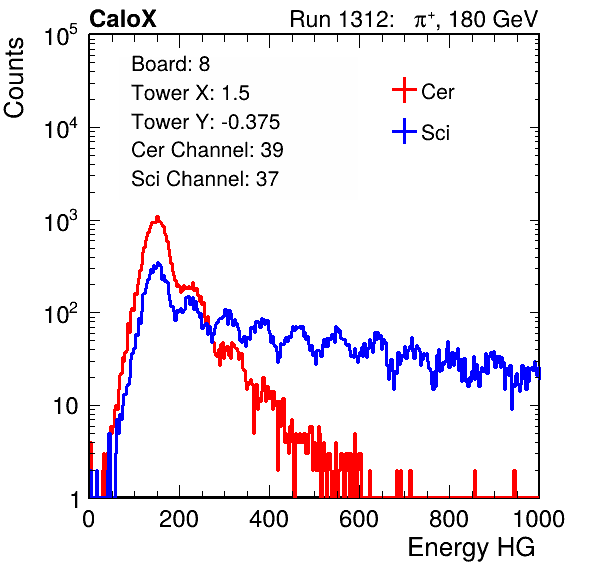 CaloX Run 1312: π⁺, 180 GeV
Counts
10⁵
10⁴
10³
10²
10
1
Board: 8
Tower X: 1.5
Tower Y: -0.375
Cer Channel: 39
Sci Channel: 37
Cer
Sci
0 200 400 600 800 1000
Energy HG